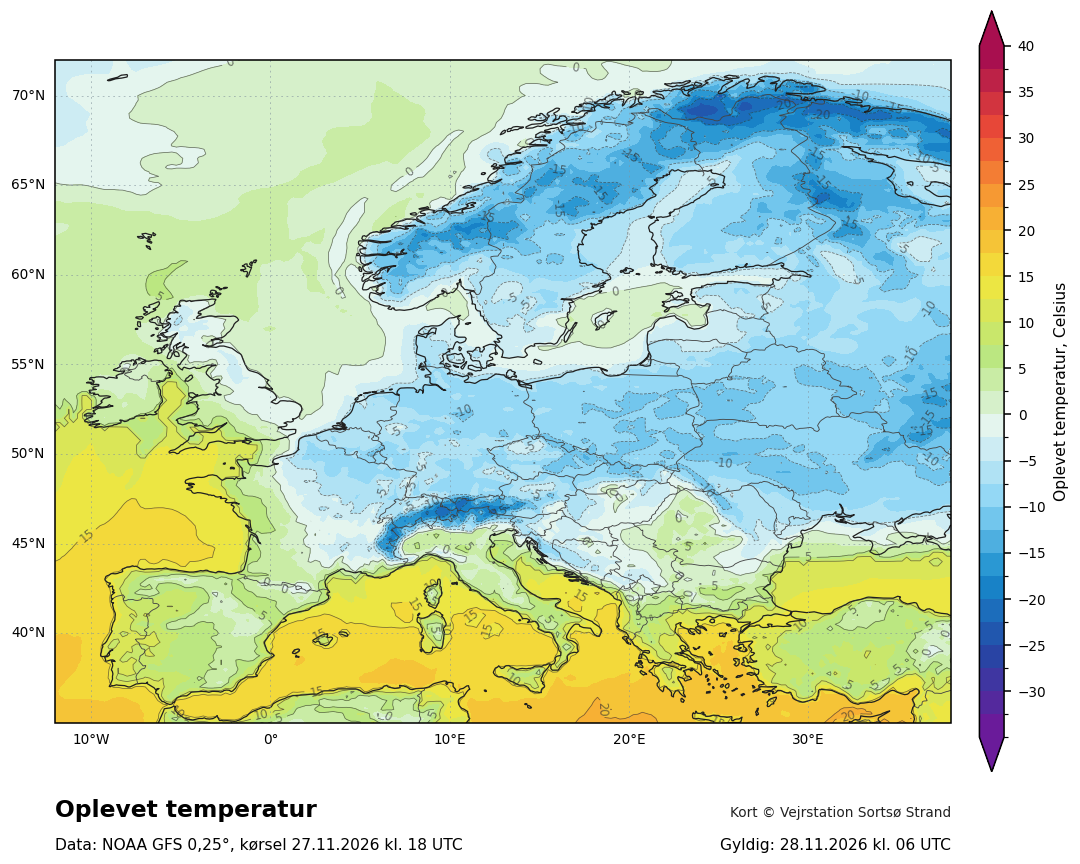 70°N
65°N
60°N
55°N
50°N
45°N
40°N
10°W
0°
10°E
20°E
30°E
40
35
30
25
20
15
10
5
0
−5
−10
−15
−20
−25
−30
Oplevet temperatur, Celsius
Oplevet temperatur
Kort © Vejrstation Sortsø Strand
Data: NOAA GFS 0,25°, kørsel 27.11.2026 kl. 18 UTC
Gyldig: 28.11.2026 kl. 06 UTC